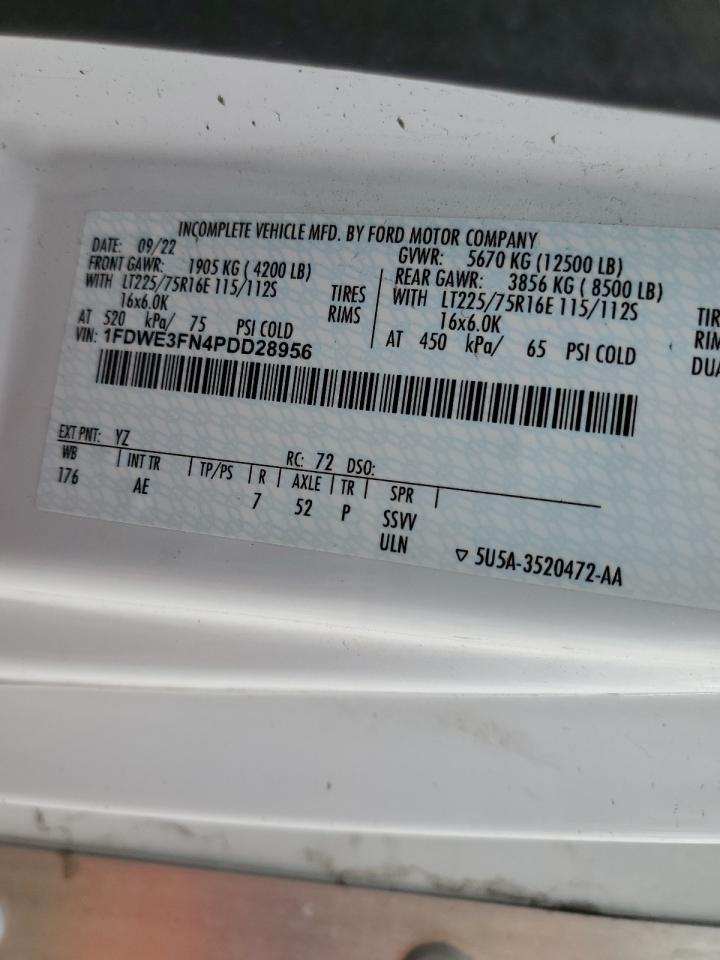 INCOMPLETE VEHICLE MFD. BY FORD MOTOR COMPANY
DATE: 09/22 GVWR: 5670 KG (12500 LB)
FRONT GAWR: 1905 KG ( 4200 LB) REAR GAWR: 3856 KG ( 8500 LB)
WITH LT225/75R16E 115/112S TIRES WITH LT225/75R16E 115/112S TIR
16x6.0K RIMS 16x6.0K RIM
AT 520 kPa/ 75 PSI COLD AT 450 kPa/ 65 PSI COLD DUA
VIN: 1FDWE3FN4PDD28956
EXT PNT: YZ RC: 72 DSO:
WB | INT TR | TP/PS | R | AXLE | TR | SPR |
176 AE 7 52 P SSVV
ULN ▽ 5U5A-3520472-AA